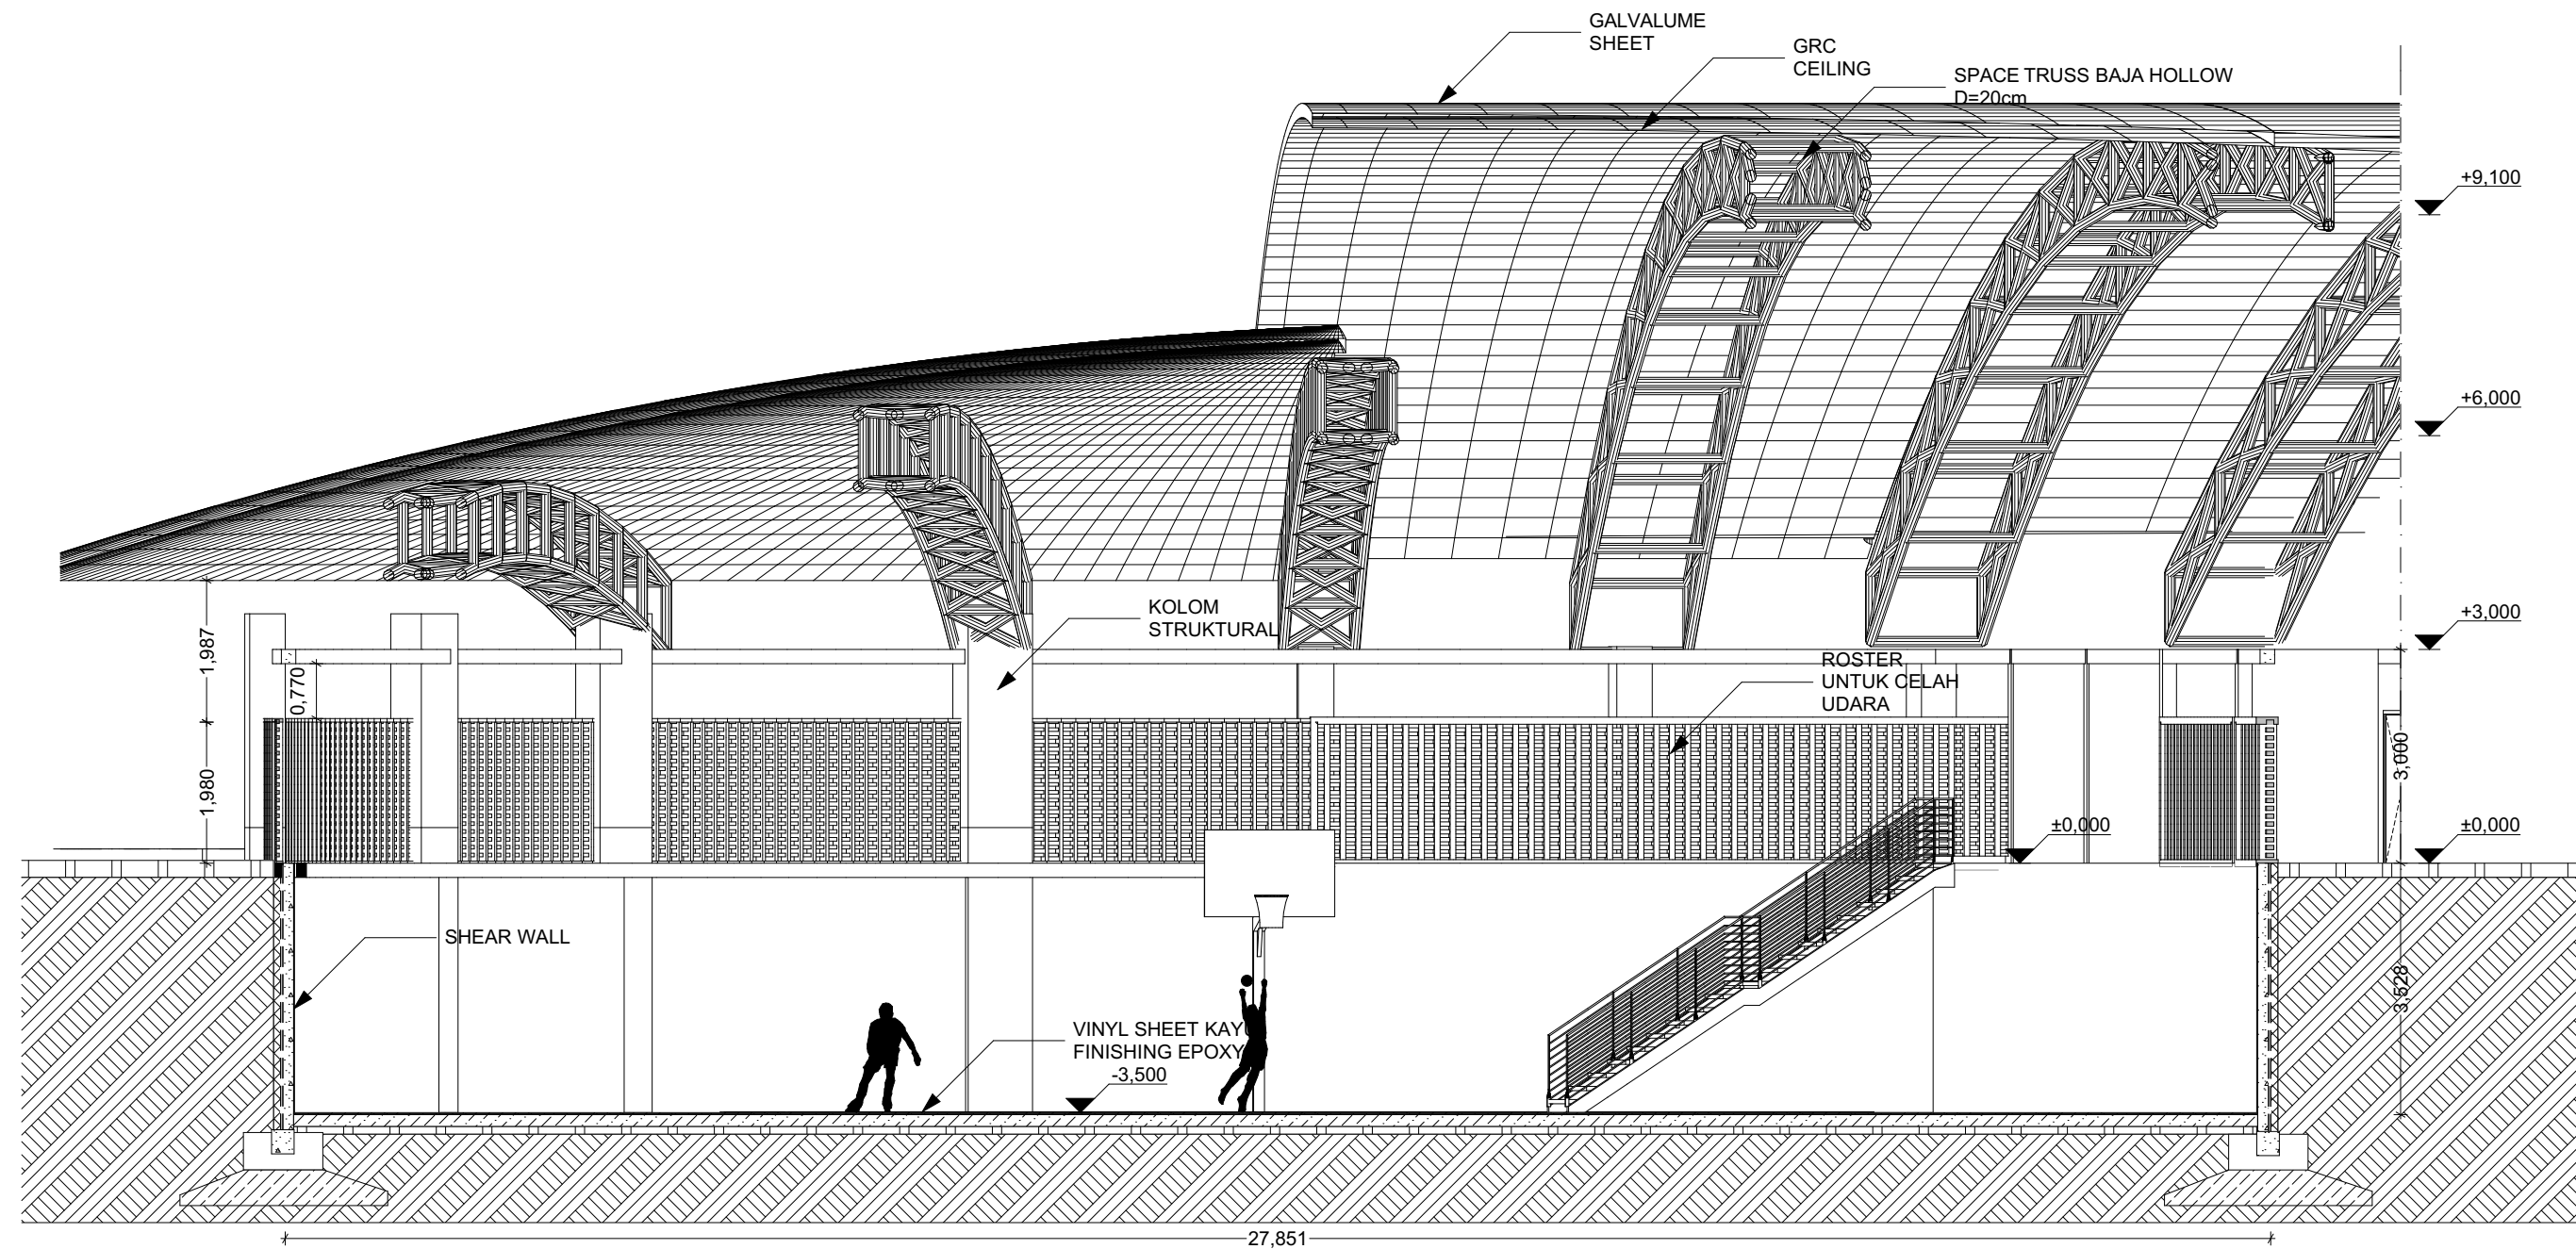 GALVALUME
SHEET
GRC
CEILING
SPACE TRUSS BAJA HOLLOW
D=20cm
+9,100
+6,000
+3,000
KOLOM
STRUKTURAL
1,987
0,770
ROSTER
UNTUK CELAH
UDARA
1,980
3,000
±0,000
±0,000
SHEAR WALL
3,528
VINYL SHEET KAYU
FINISHING EPOXY
-3,500
27,851